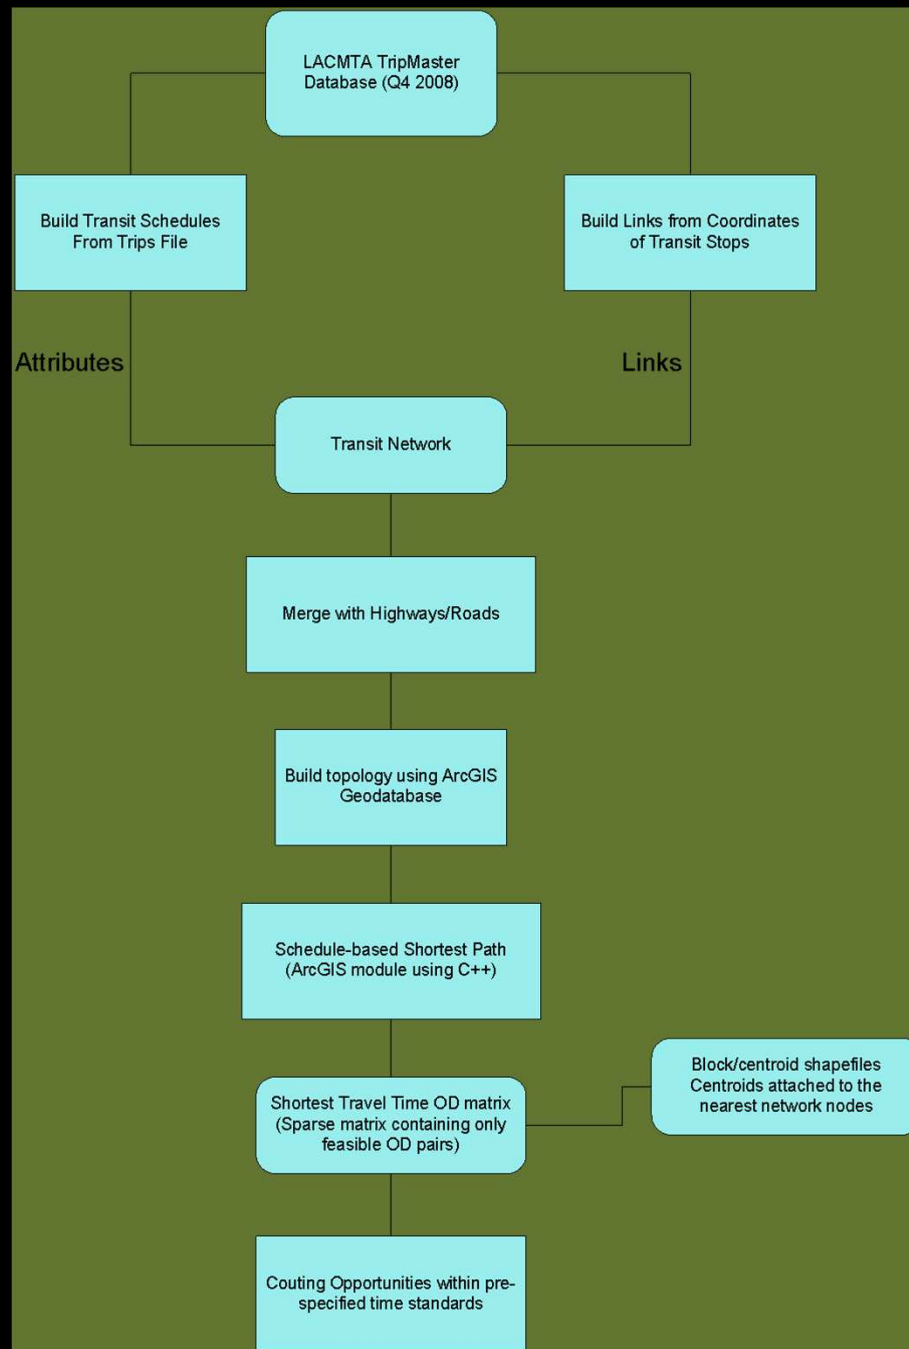 LACMTA TripMaster
Database (Q4 2008)
Build Transit Schedules
From Trips File
Build Links from Coordinates
of Transit Stops
Attributes
Links
Transit Network
Merge with Highways/Roads
Build topology using ArcGIS
Geodatabase
Schedule-based Shortest Path
(ArcGIS module using C++)
Block/centroid shapefiles
Centroids attached to the
nearest network nodes
Shortest Travel Time OD matrix
(Sparse matrix containing only
feasible OD pairs)
Couting Opportunities within pre-
specified time standards